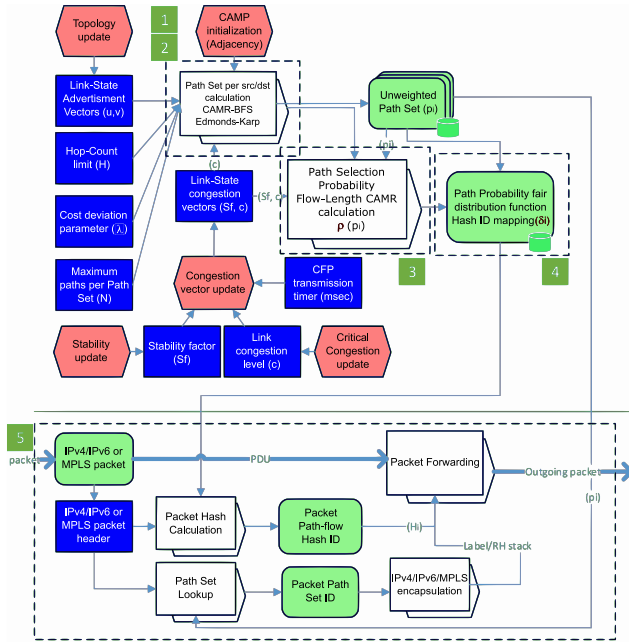 Topology
update
1
2
CAMP
initialization
(Adjacency)
Link-State
Advertisment
Vectors (u,v)
Path Set per src/dst
calculation
CAMR-BFS
Edmonds-Karp
Unweighted
Path Set (pᵢ)
Hop-Count
limit (H)
(c)
(pi)
Link-State
congestion
vectors (Sf, c)
(Sf, c)
Path Selection
Probability
Flow-Length CAMR
calculation
ρ (pᵢ)
Path Probability fair
distribution function
Hash ID mapping(δi)
Cost deviation
parameter (λ)
Maximum
paths per Path
Set (N)
Congestion
vector update
CFP
transmission
timer (msec)
3
4
Stability
update
Stability factor
(Sf)
Link
congestion
level (c)
Critical
Congestion
update
5
packet
IPv4/IPv6 or
MPLS packet
PDU
Packet Forwarding
Outgoing packet
(pi)
IPv4/IPv6 or
MPLS packet
header
Packet Hash
Calculation
Packet
Path-flow
Hash ID
(Hᵢ)
Label/RH stack
Path Set
Lookup
Packet Path
Set ID
IPv4/IPv6/MPLS
encapsulation